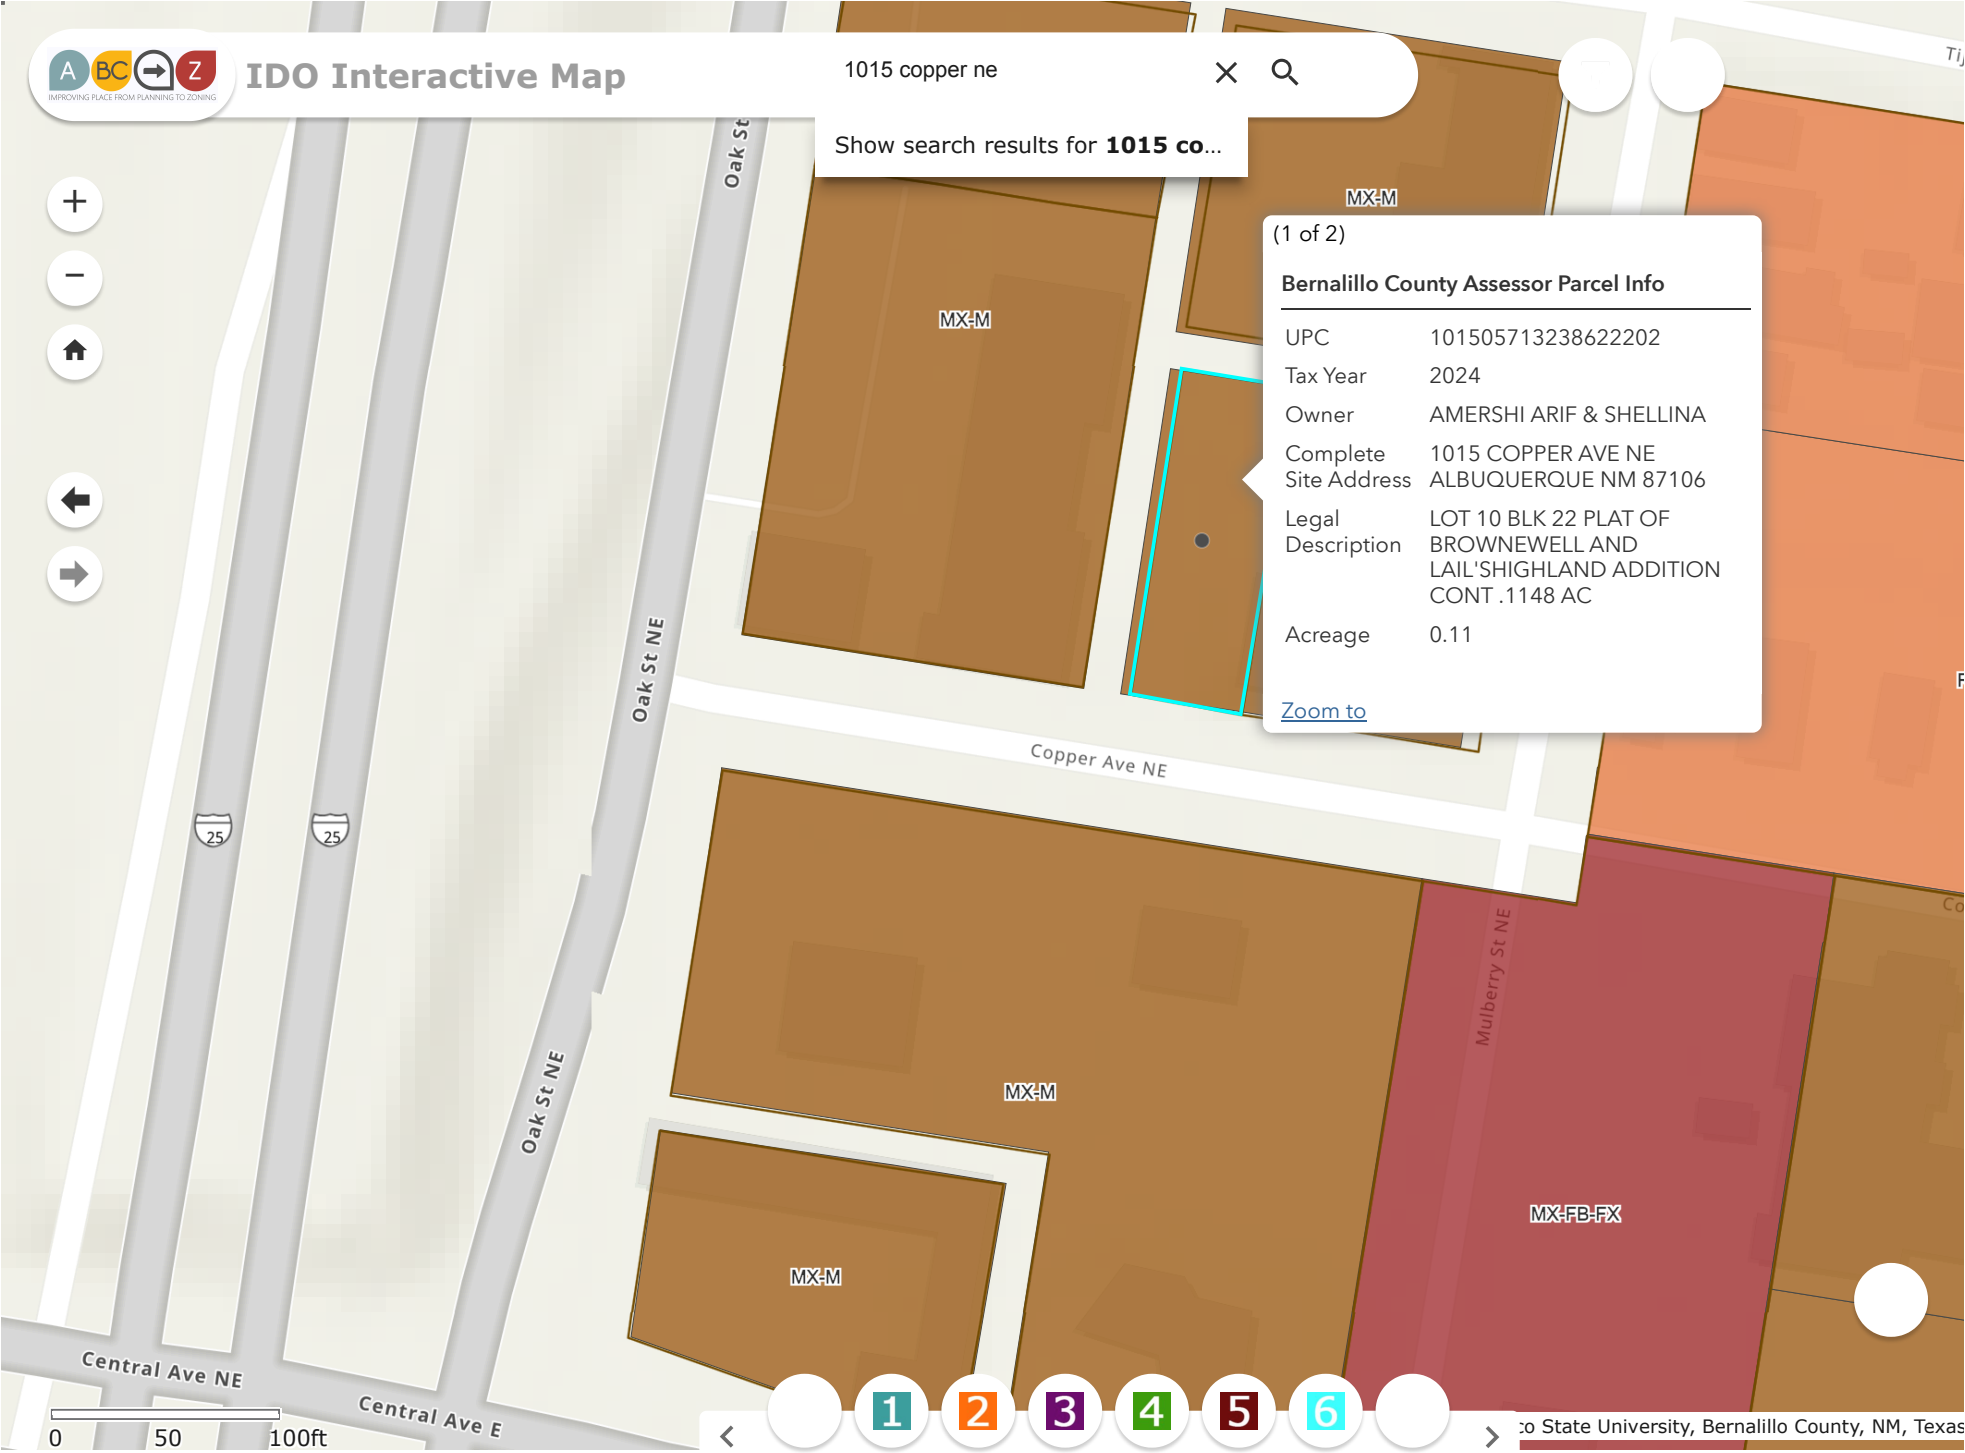 A BC Z
IMPROVING PLACE FROM PLANNING TO ZONING
IDO Interactive Map
1015 copper ne
Show search results for 1015 co...
Oak St
MX-M
MX-M
(1 of 2)
Bernalillo County Assessor Parcel Info
UPC 101505713238622202
Tax Year 2024
Owner AMERSHI ARIF & SHELLINA
Complete Site Address 1015 COPPER AVE NE
ALBUQUERQUE NM 87106
Legal Description LOT 10 BLK 22 PLAT OF
BROWNEWELL AND
LAIL'SHIGHLAND ADDITION
CONT .1148 AC
Acreage 0.11
Zoom to
Oak St NE
Copper Ave NE
25
25
Mulberry St NE
Oak St NE
MX-M
MX-FB-FX
MX-M
Central Ave NE
Central Ave E
0 50 100ft
1 2 3 4 5 6
co State University, Bernalillo County, NM, Texas